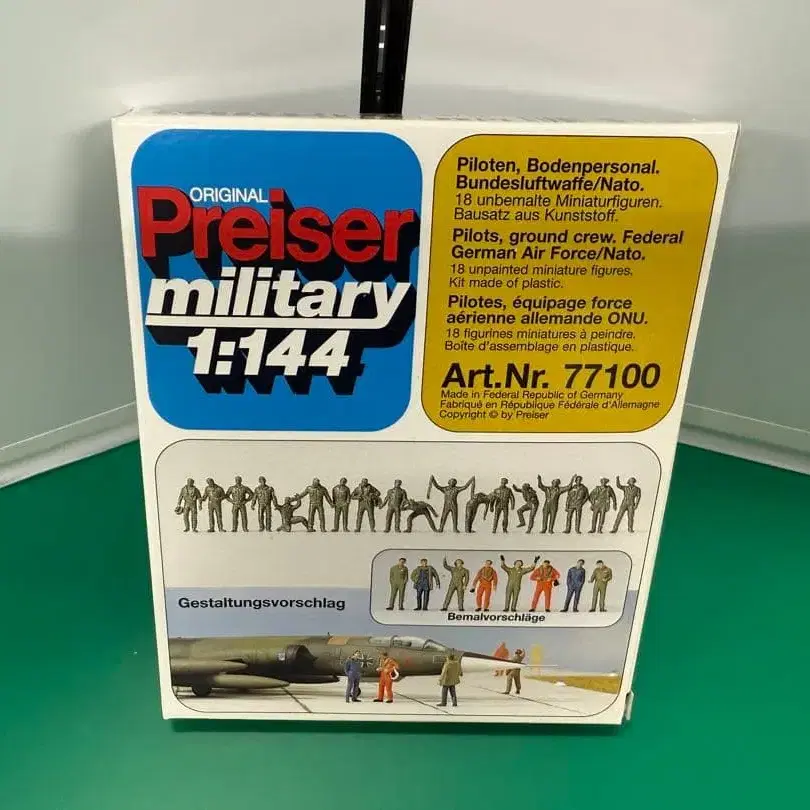 ORIGINAL
Preiser
military
1:144
Piloten, Bodenpersonal.
Bundesluftwaffe/Nato.
18 unbemalte Miniaturfiguren.
Bausatz aus Kunststoff.
Pilots, ground crew. Federal
German Air Force/Nato.
18 unpainted miniature figures.
Kit made of plastic.
Pilotes, équipage force
aérienne allemande ONU.
18 figurines miniatures à peindre.
Boîte d'assemblage en plastique.
Art.Nr. 77100
Made in Federal Republic of Germany
Fabriqué en République Fédérale d'Allemagne
Copyright © by Preiser
Gestaltungsvorschlag
Bemalvorschläge